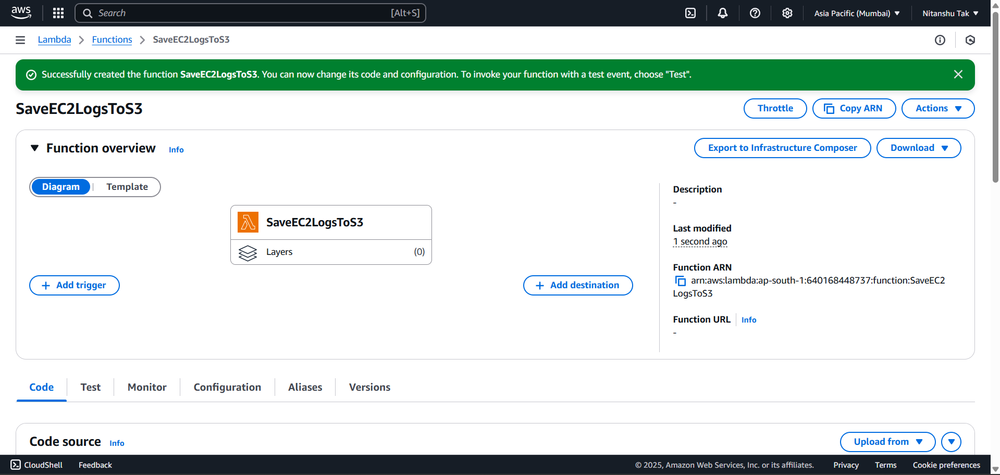 aws
Search [Alt+S]
Asia Pacific (Mumbai)
Nitanshu Tak
Lambda
Functions
SaveEC2LogsToS3
Successfully created the function SaveEC2LogsToS3. You can now change its code and configuration. To invoke your function with a test event, choose "Test".
SaveEC2LogsToS3
Throttle
Copy ARN
Actions
Function overview Info
Export to Infrastructure Composer
Download
Diagram
Template
SaveEC2LogsToS3
Layers (0)
Add trigger
Add destination
Description
-
Last modified
1 second ago
Function ARN
arn:aws:lambda:ap-south-1:640168448737:function:SaveEC2
LogsToS3
Function URL Info
-
Code
Test
Monitor
Configuration
Aliases
Versions
Code source Info
Upload from
CloudShell
Feedback
© 2025, Amazon Web Services, Inc. or its affiliates.
Privacy
Terms
Cookie preferences